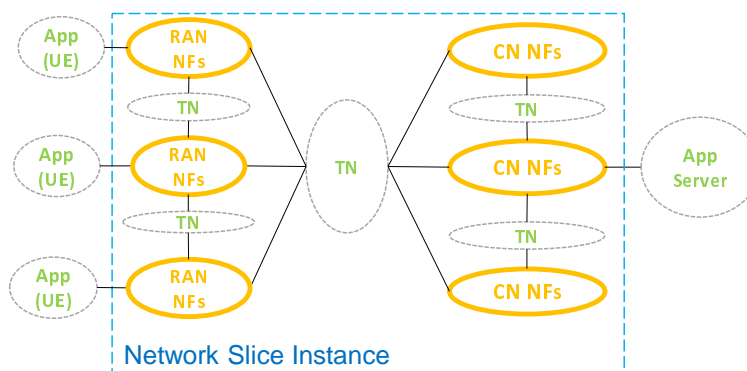 App
(UE)
RAN
NFs
CN NFs
TN
TN
App
(UE)
RAN
NFs
TN
CN NFs
App
Server
TN
TN
App
(UE)
RAN
NFs
CN NFs
Network Slice Instance